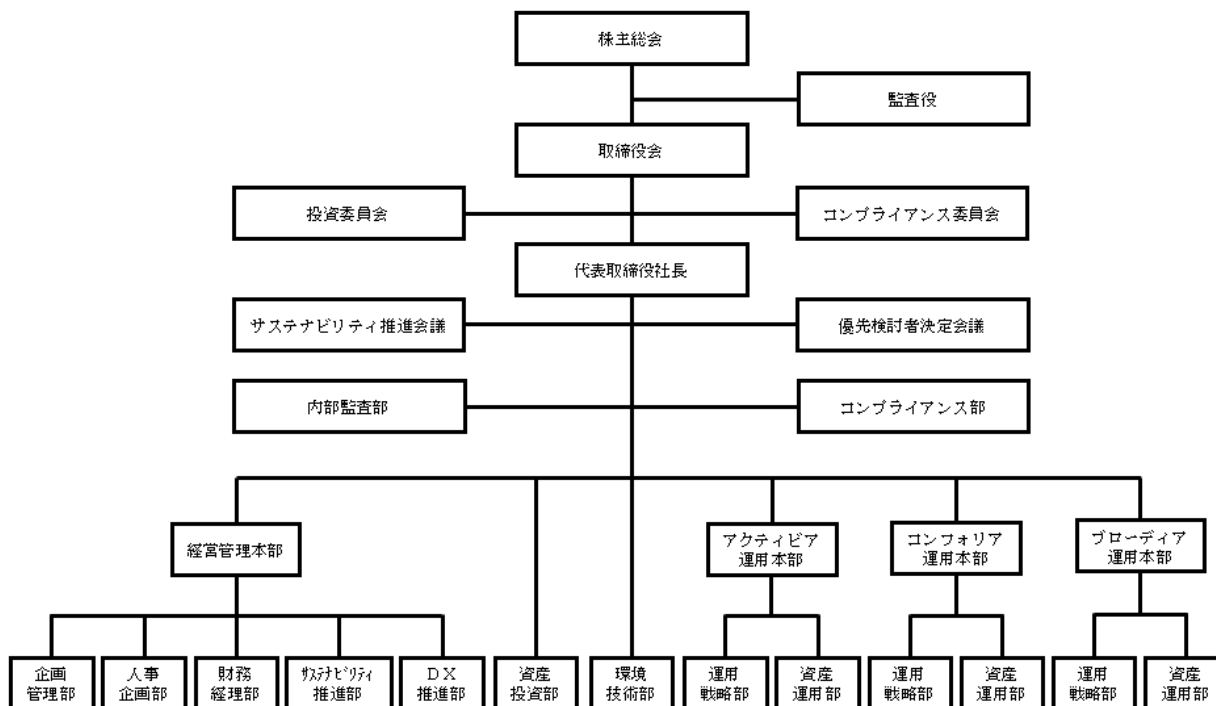 株主総会
監査役
取締役会
投資委員会
コンプライアンス委員会
代表取締役社長
サステナビリティ推進会議
優先検討者決定会議
内部監査部
コンプライアンス部
経営管理本部
アクティビア
運用本部
コンフォリア
運用本部
ブローディア
運用本部
企画
管理部
人事
企画部
財務
経理部
ｻｽﾃﾅﾋﾞﾘﾃｨ
推進部
ＤＸ
推進部
資産
投資部
環境
技術部
運用
戦略部
資産
運用部
運用
戦略部
資産
運用部
運用
戦略部
資産
運用部